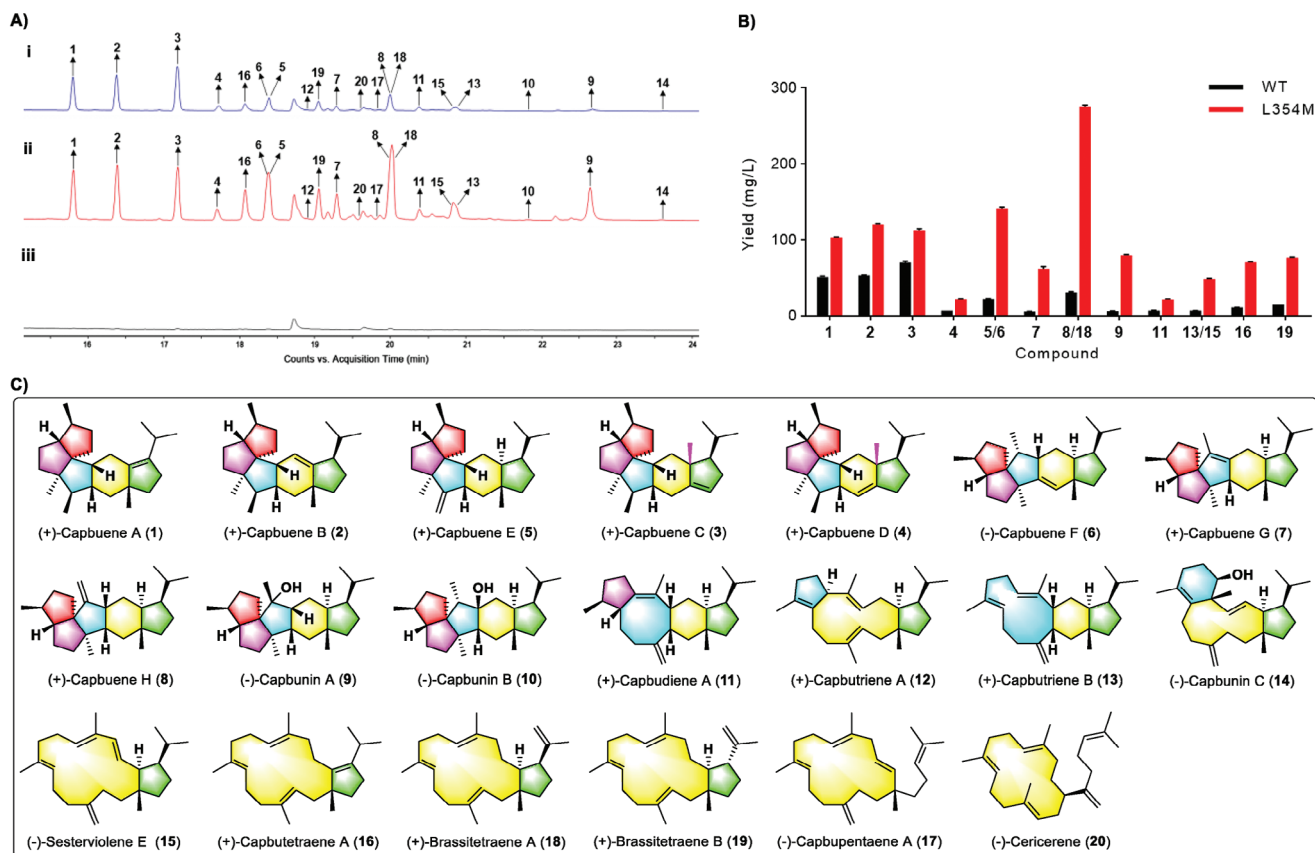 A)
i
1 2 3 4 16 6 5 12 19 7 20 17 8 18 11 15 13 10 9 14
ii
1 2 3 4 16 6 5 12 19 7 20 17 8 18 11 15 13 10 9 14
iii
16 17 18 19 20 21 22 23 24
Counts vs. Acquisition Time (min)
B)
WT
L354M
Yield (mg/L)
300
200
100
0
1 2 3 4 5/6 7 8/18 9 11 13/15 16 19
Compound
C)
H H H
(+)-Capbuene A (1)
H H H
(+)-Capbuene B (2)
H H H H
(+)-Capbuene E (5)
H H H
(+)-Capbuene C (3)
H H H
(+)-Capbuene D (4)
H H H
(-)-Capbuene F (6)
H H H
(+)-Capbuene G (7)
H H H H
(+)-Capbuene H (8)
OH H H H H
(-)-Capbunin A (9)
OH H H H
(-)-Capbunin B (10)
H H H H
(+)-Capbudiene A (11)
H H
(+)-Capbutriene A (12)
H H H
(+)-Capbutriene B (13)
OH H
(-)-Capbunin C (14)
H
(-)-Sesterviolene E (15)
(+)-Capbutetraene A (16)
H
(+)-Brassitetraene A (18)
H
(+)-Brassitetraene B (19)
(-)-Capbupentaene A (17)
(-)-Cericerene (20)